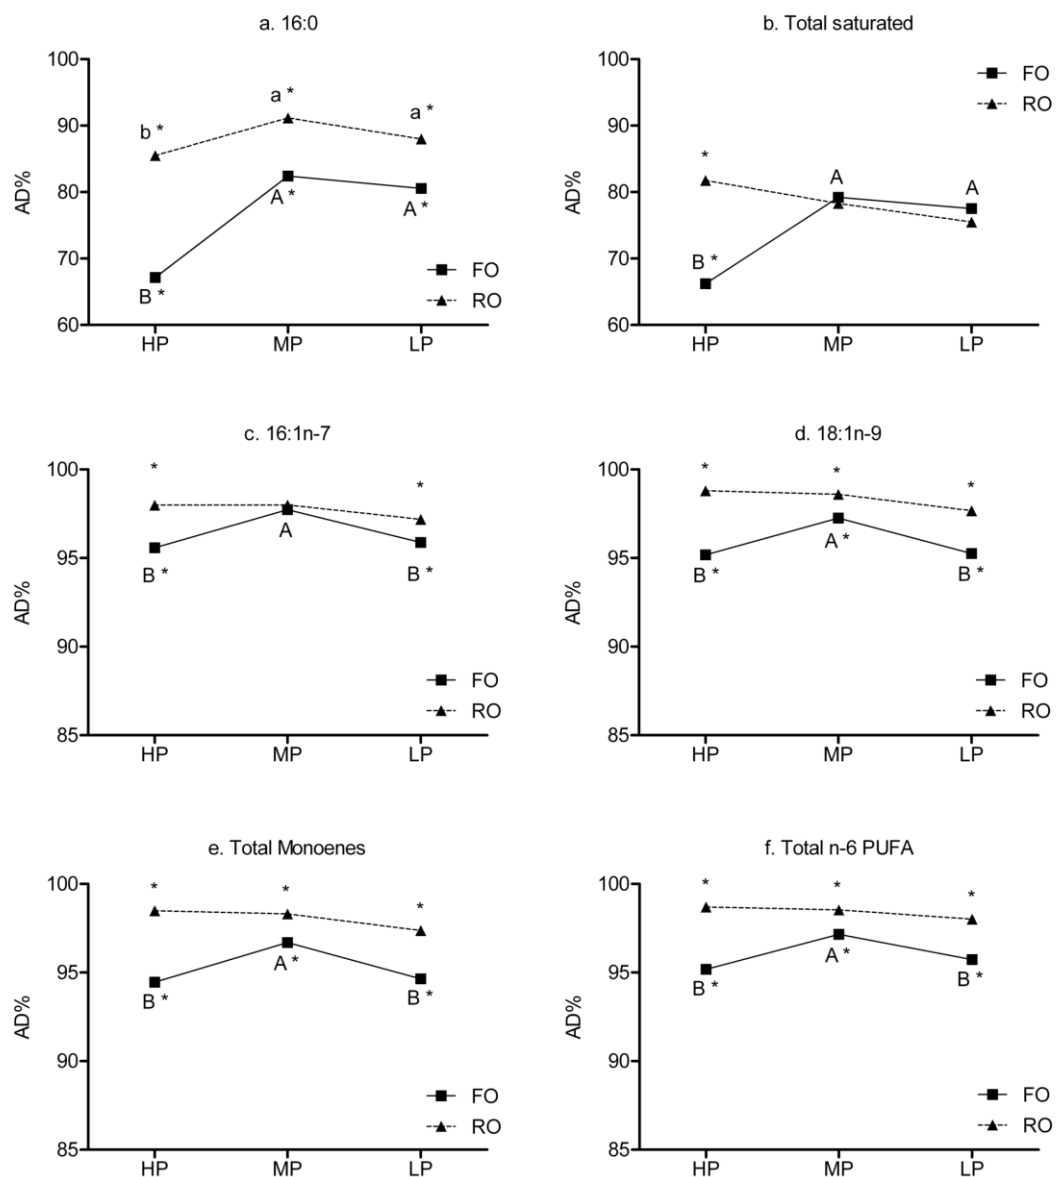 a. 16:0
100
90
80
70
60
AD%
b *
a *
a *
B *
A *
A *
FO
RO
HP MP LP
b. Total saturated
100
90
80
70
60
AD%
*
A
A
B *
FO
RO
HP MP LP
c. 16:1n-7
100
95
90
85
AD%
*
*
B *
A
B *
FO
RO
HP MP LP
d. 18:1n-9
100
95
90
85
AD%
*
*
*
B *
A *
B *
FO
RO
HP MP LP
e. Total Monoenes
100
95
90
85
AD%
*
*
*
B *
A *
B *
FO
RO
HP MP LP
f. Total n-6 PUFA
100
95
90
85
AD%
*
*
*
B *
A *
B *
FO
RO
HP MP LP